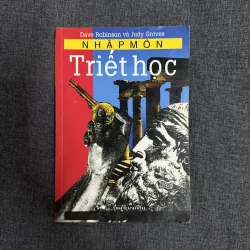 Dave Robinson và Judy Groves
NHẬP MÔN
Triết học